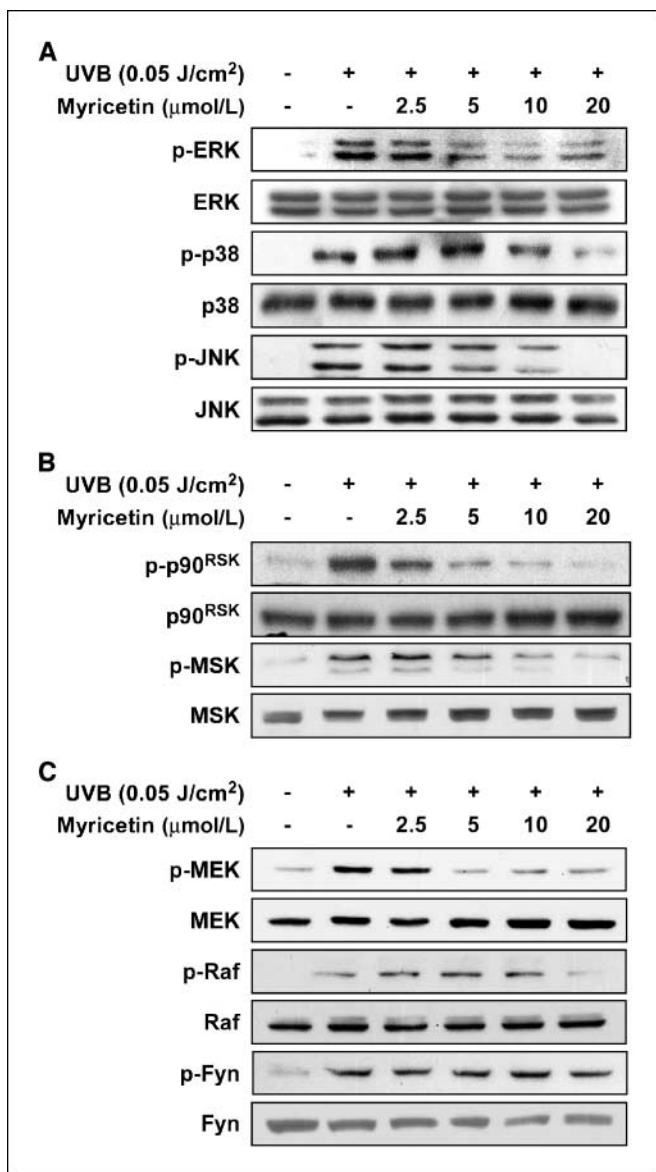 A
UVB (0.05 J/cm²) - + + + + +
Myricetin (μmol/L) - - 2.5 5 10 20
p-ERK
ERK
p-p38
p38
p-JNK
JNK
B
UVB (0.05 J/cm²) - + + + + +
Myricetin (μmol/L) - - 2.5 5 10 20
p-p90ᴿˢᴷ
p90ᴿˢᴷ
p-MSK
MSK
C
UVB (0.05 J/cm²) - + + + + +
Myricetin (μmol/L) - - 2.5 5 10 20
p-MEK
MEK
p-Raf
Raf
p-Fyn
Fyn